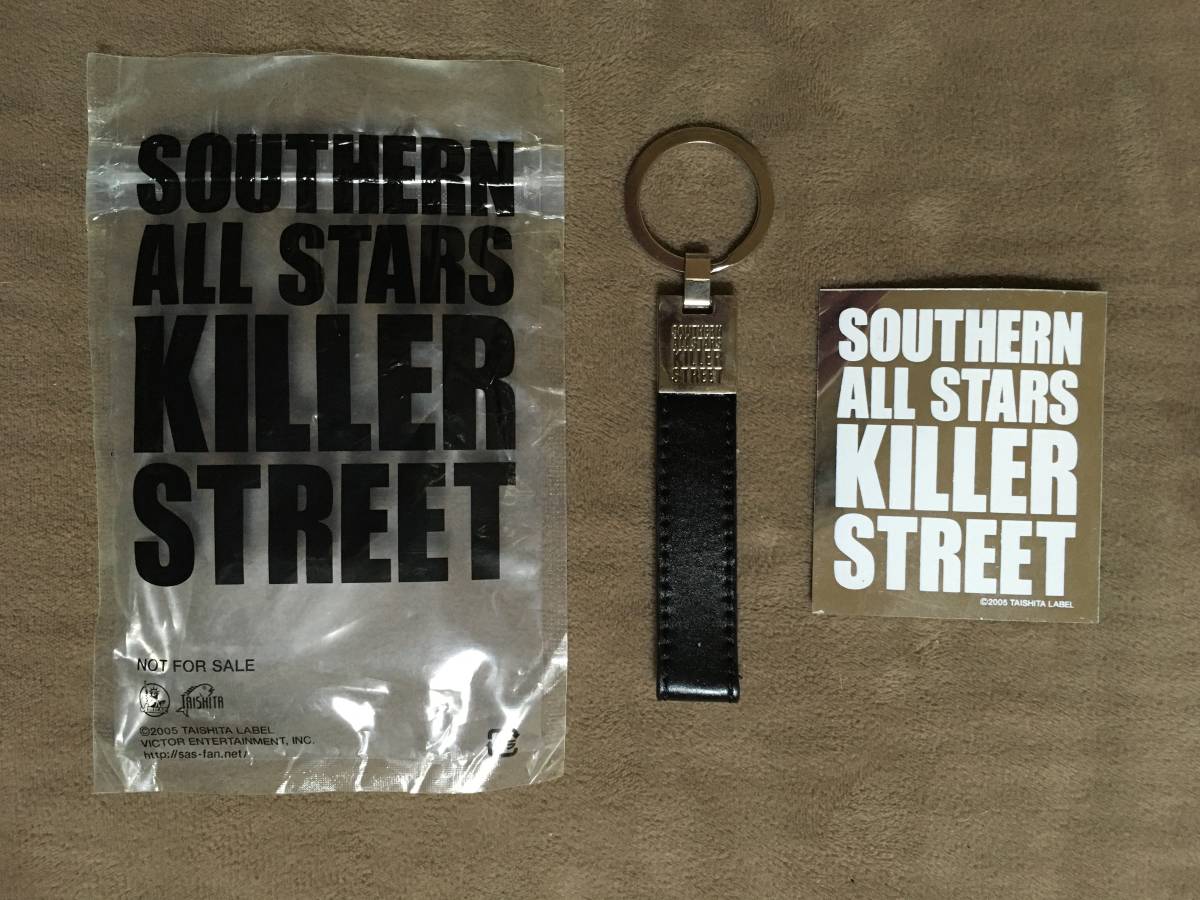 SOUTHERN
ALL STARS
KILLER
STREET
NOT FOR SALE
TAISHITA
©2005 TAISHITA LABEL
VICTOR ENTERTAINMENT, INC.
http://sas-fan.net/
SOUTHERN
ALL STARS
KILLER
STREET
SOUTHERN
ALL STARS
KILLER
STREET
©2005 TAISHITA LABEL